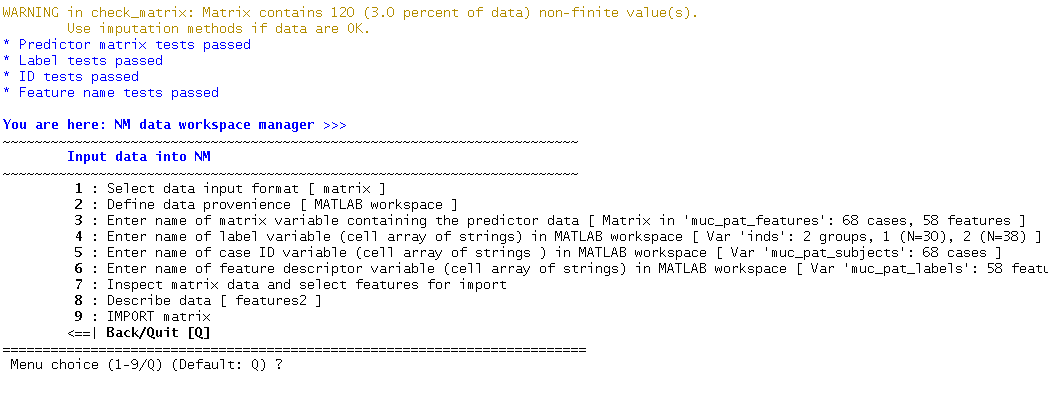 WARNING in check_matrix: Matrix contains 120 (3.0 percent of data) non-finite value(s).
Use imputation methods if data are OK.
* Predictor matrix tests passed
* Label tests passed
* ID tests passed
* Feature name tests passed
You are here: NM data workspace manager >>>
~~~~~~~~~~~~~~~~~~~~~~~~~~~~~~~~~~~~~~~~~~~~~~~~~~~~~~~~~~~~~~~~~~~~~~~~
Input data into NM
~~~~~~~~~~~~~~~~~~~~~~~~~~~~~~~~~~~~~~~~~~~~~~~~~~~~~~~~~~~~~~~~~~~~~~~~
1 : Select data input format [ matrix ]
2 : Define data provenience [ MATLAB workspace ]
3 : Enter name of matrix variable containing the predictor data [ Matrix in 'muc_pat_features': 68 cases, 58 features ]
4 : Enter name of label variable (cell array of strings) in MATLAB workspace [ Var 'inds': 2 groups, 1 (N=30), 2 (N=38) ]
5 : Enter name of case ID variable (cell array of strings ) in MATLAB workspace [ Var 'muc_pat_subjects': 68 cases ]
6 : Enter name of feature descriptor variable (cell array of strings) in MATLAB workspace [ Var 'muc_pat_labels': 58 featu
7 : Inspect matrix data and select features for import
8 : Describe data [ features2 ]
9 : IMPORT matrix
<==| Back/Quit [Q]
=========================================================================
Menu choice (1-9/Q) (Default: Q) ?